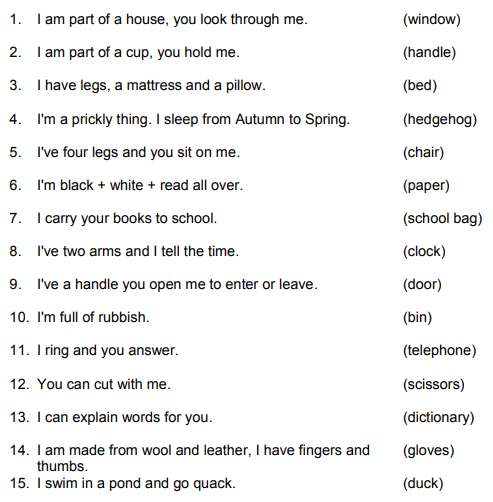 1. I am part of a house, you look through me. (window)
2. I am part of a cup, you hold me. (handle)
3. I have legs, a mattress and a pillow. (bed)
4. I'm a prickly thing. I sleep from Autumn to Spring. (hedgehog)
5. I've four legs and you sit on me. (chair)
6. I'm black + white + read all over. (paper)
7. I carry your books to school. (school bag)
8. I've two arms and I tell the time. (clock)
9. I've a handle you open me to enter or leave. (door)
10. I'm full of rubbish. (bin)
11. I ring and you answer. (telephone)
12. You can cut with me. (scissors)
13. I can explain words for you. (dictionary)
14. I am made from wool and leather, I have fingers and (gloves)
thumbs.
15. I swim in a pond and go quack. (duck)